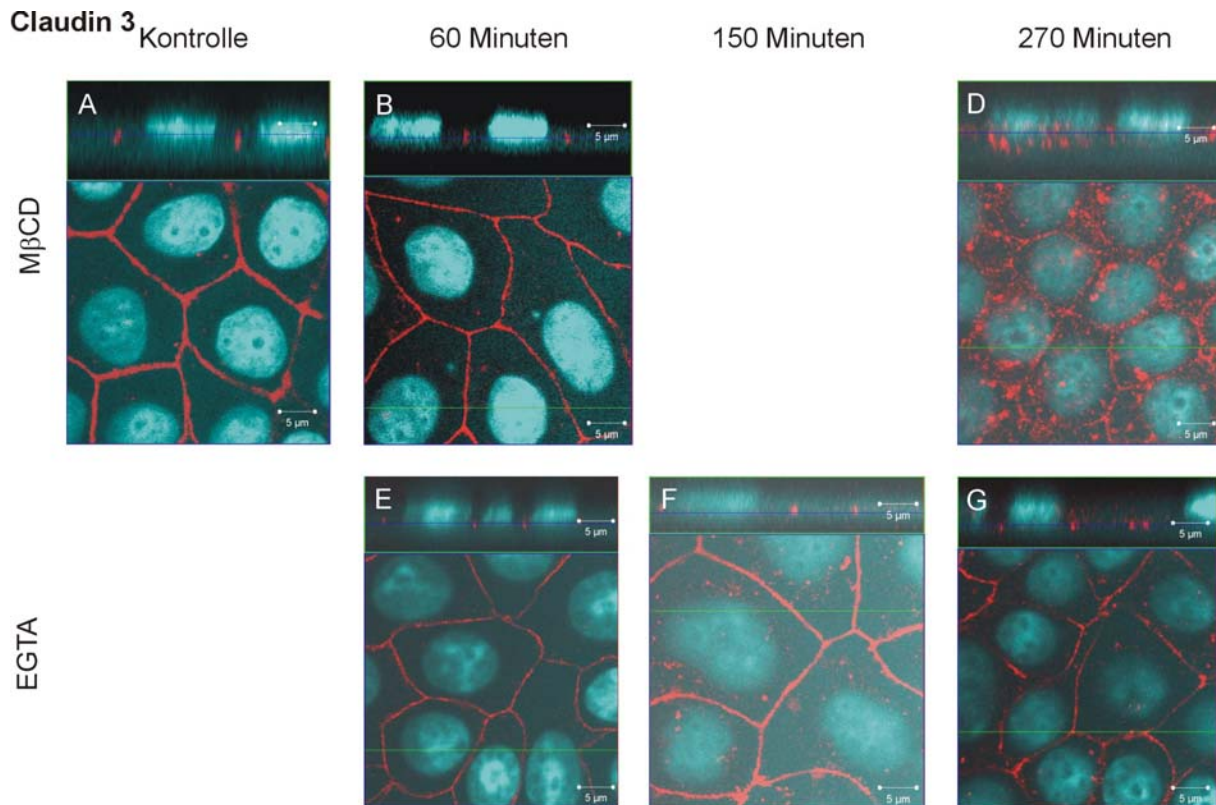 Claudin 3
Kontrolle 60 Minuten 150 Minuten 270 Minuten
MβCD
A
5 µm
5 µm
B
5 µm
5 µm
D
5 µm
5 µm
EGTA
E
5 µm
5 µm
F
5 µm
5 µm
G
5 µm
5 µm